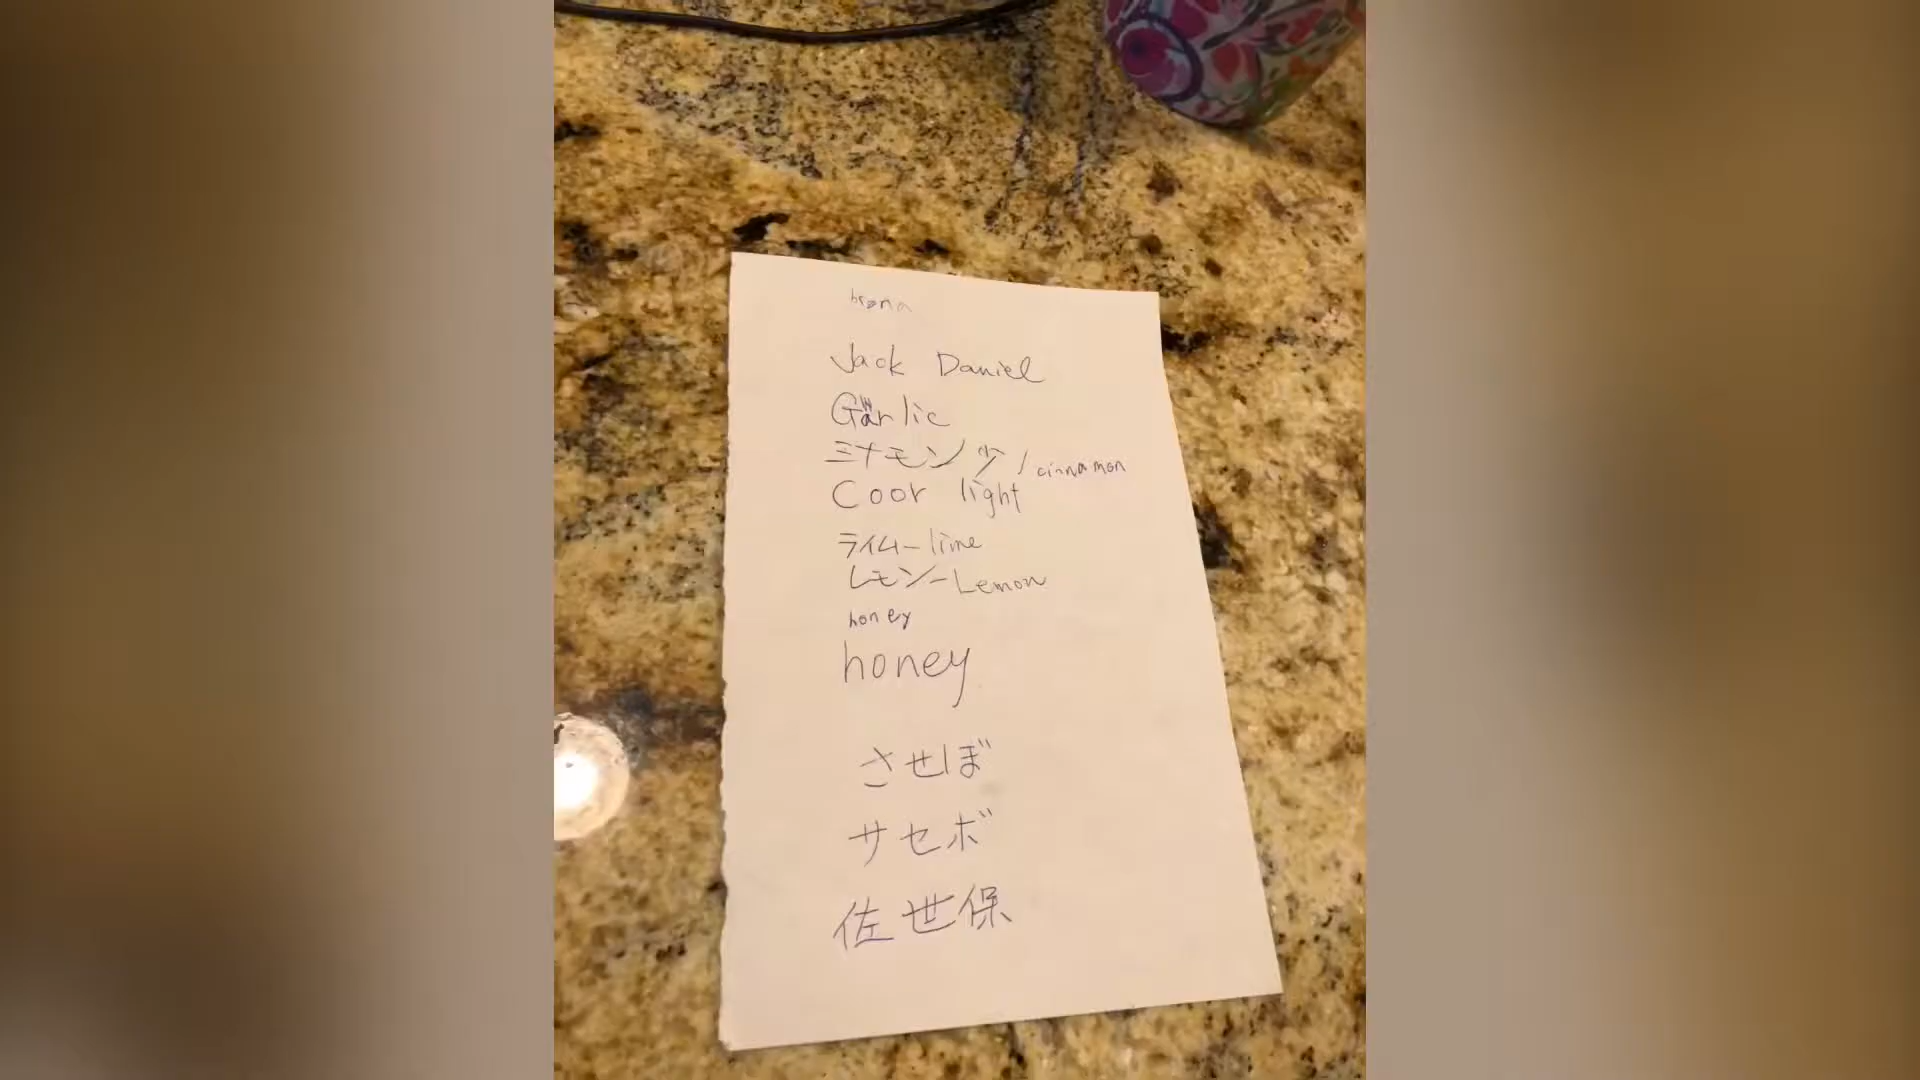 Jack Daniel
Garlic
ミナモン 少 / cinnamon
Coor light
ライム-lime
レモン-Lemon
honey
honey
させぼ
サセボ
佐世保